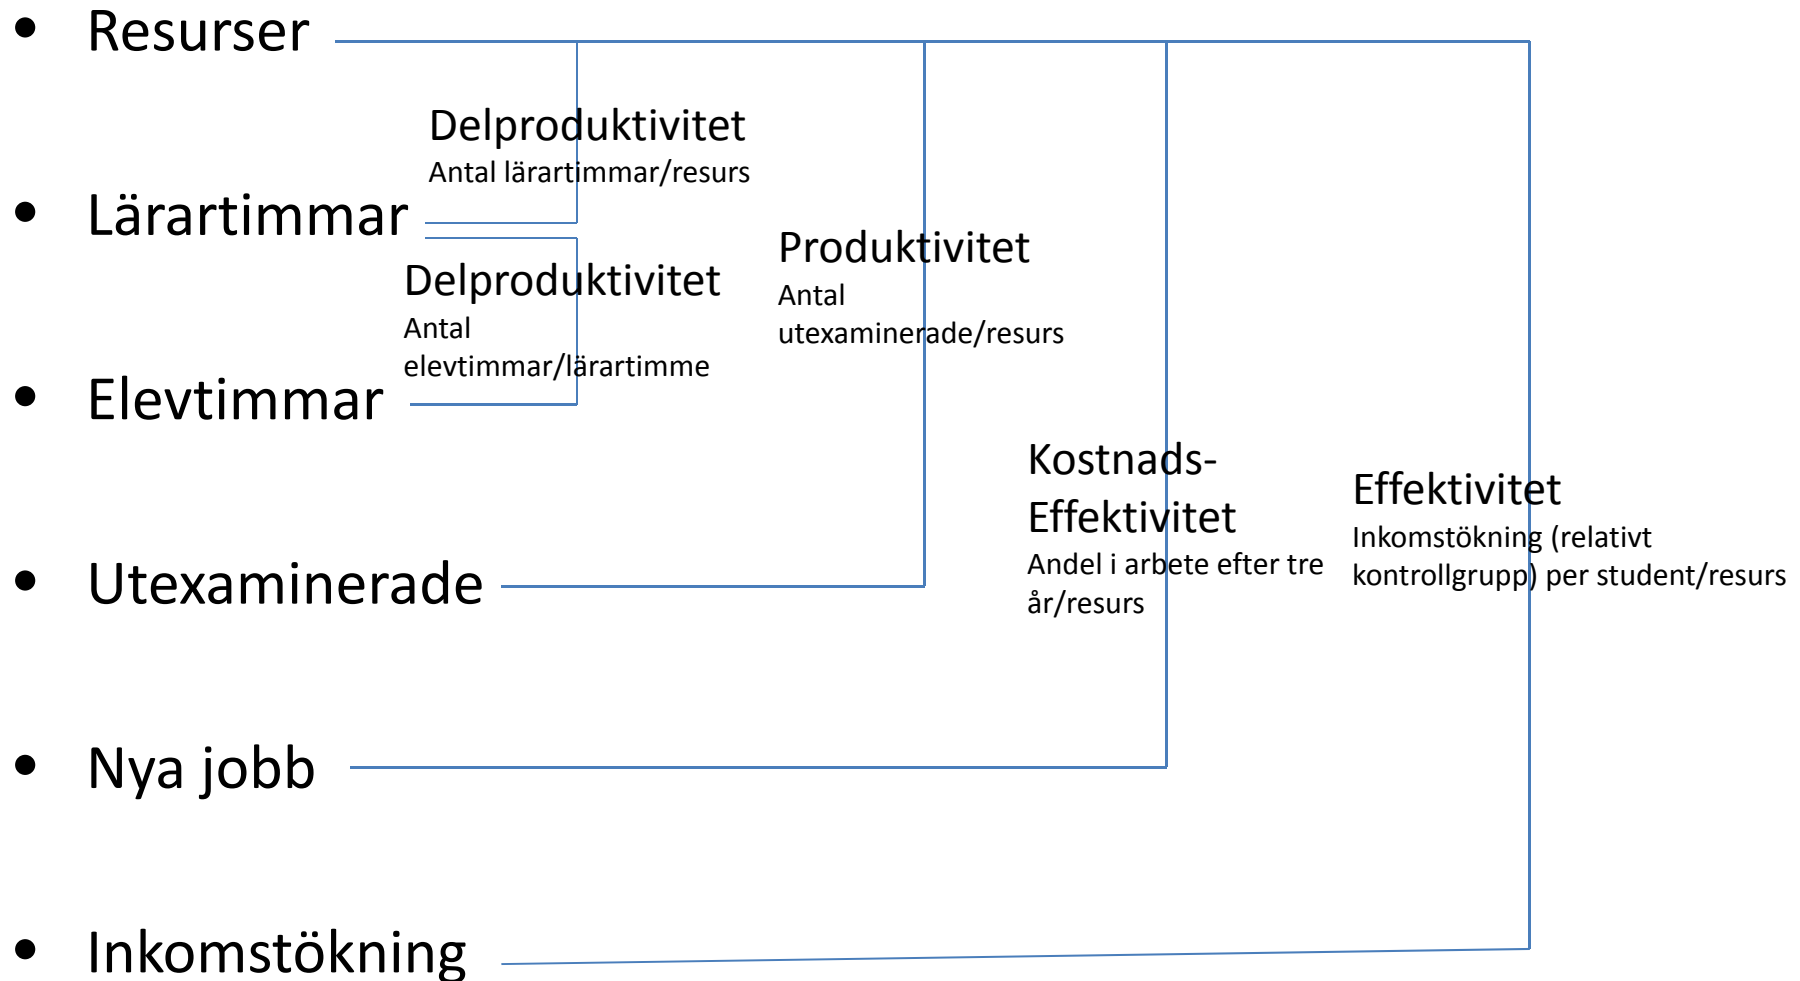 • Resurser
Delproduktivitet
Antal lärartimmar/resurs
• Lärartimmar
Delproduktivitet
Antal
elevtimmar/lärartimme
Produktivitet
Antal
utexaminerade/resurs
• Elevtimmar
Kostnads-
Effektivitet
Andel i arbete efter tre
år/resurs
Effektivitet
Inkomstökning (relativt
kontrollgrupp) per student/resurs
• Utexaminerade
• Nya jobb
• Inkomstökning